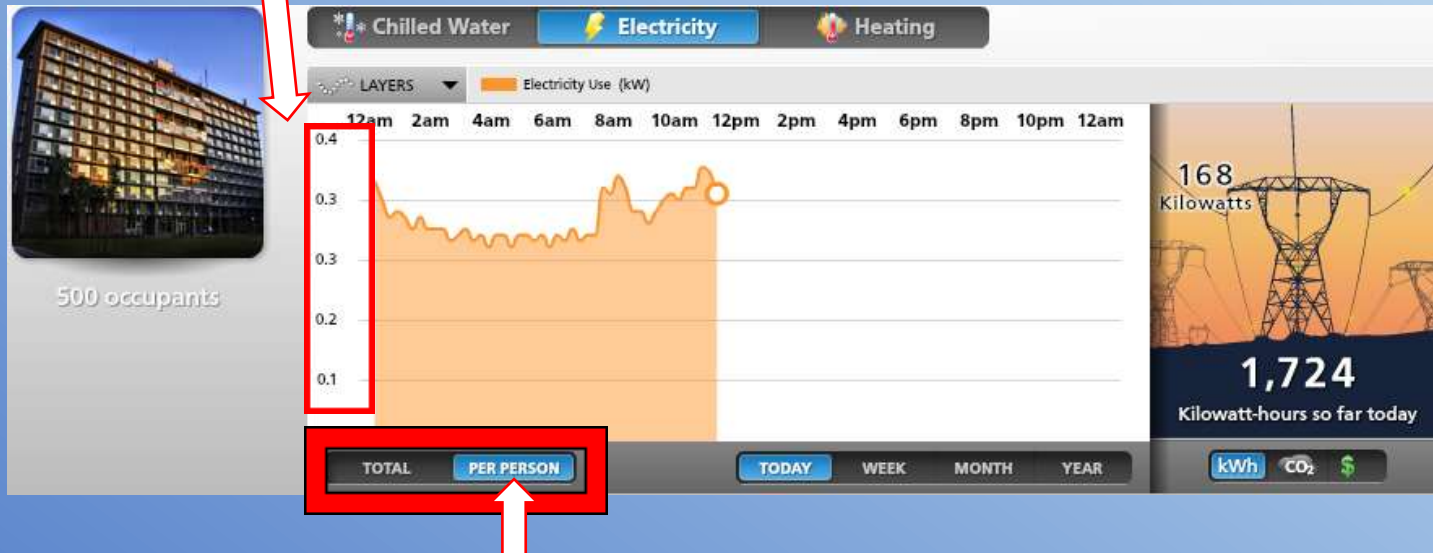 Chilled Water Electricity Heating
LAYERS Electricity Use (kW)
12am 2am 4am 6am 8am 10am 12pm 2pm 4pm 6pm 8pm 10pm 12am
0.4
0.3
0.3
0.2
0.1
500 occupants
168
Kilowatts
1,724
Kilowatt-hours so far today
TOTAL PER PERSON TODAY WEEK MONTH YEAR kWh CO₂ $